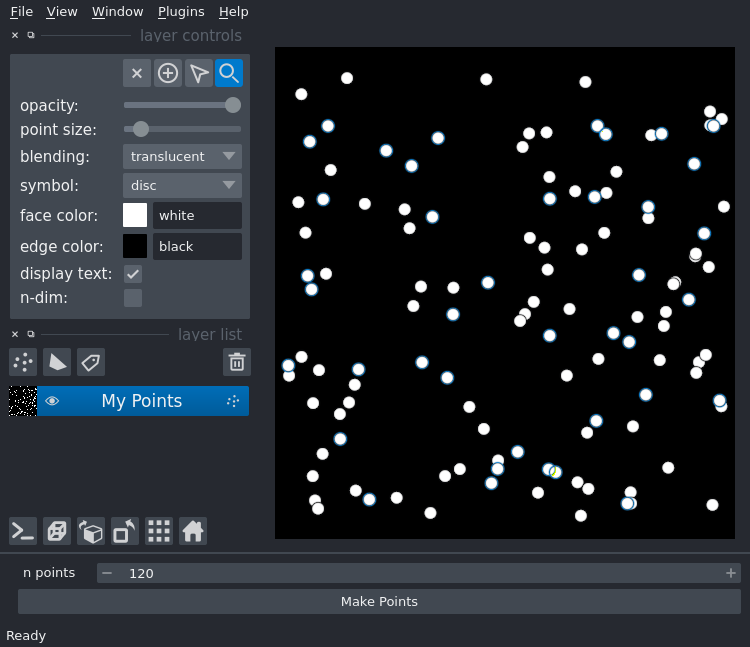 File View Window Plugins Help
layer controls
opacity:
point size:
blending: translucent
symbol: disc
face color: white
edge color: black
display text:
n-dim:
layer list
My Points
n points 120
Make Points
Ready